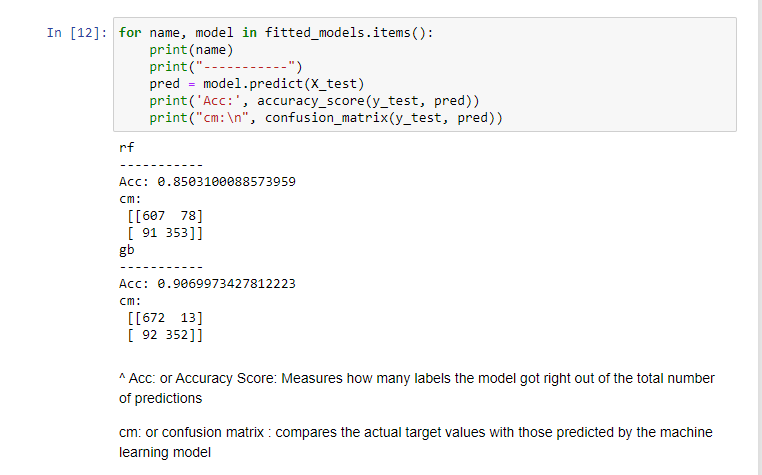 In [12]: for name, model in fitted_models.items():
    print(name)
    print("-----------")
    pred = model.predict(X_test)
    print('Acc:', accuracy_score(y_test, pred))
    print("cm:\n", confusion_matrix(y_test, pred))
rf
-----------
Acc: 0.8503100088573959
cm:
 [[607  78]
 [ 91 353]]
gb
-----------
Acc: 0.9069973427812223
cm:
 [[672  13]
 [ 92 352]]
^ Acc: or Accuracy Score: Measures how many labels the model got right out of the total number
of predictions
cm: or confusion matrix : compares the actual target values with those predicted by the machine
learning model